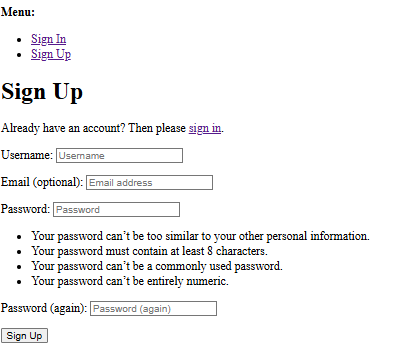 Menu:
Sign In
Sign Up
Sign Up
Already have an account? Then please sign in.
Username: Username
Email (optional): Email address
Password: Password
Your password can’t be too similar to your other personal information.
Your password must contain at least 8 characters.
Your password can’t be a commonly used password.
Your password can’t be entirely numeric.
Password (again): Password (again)
Sign Up